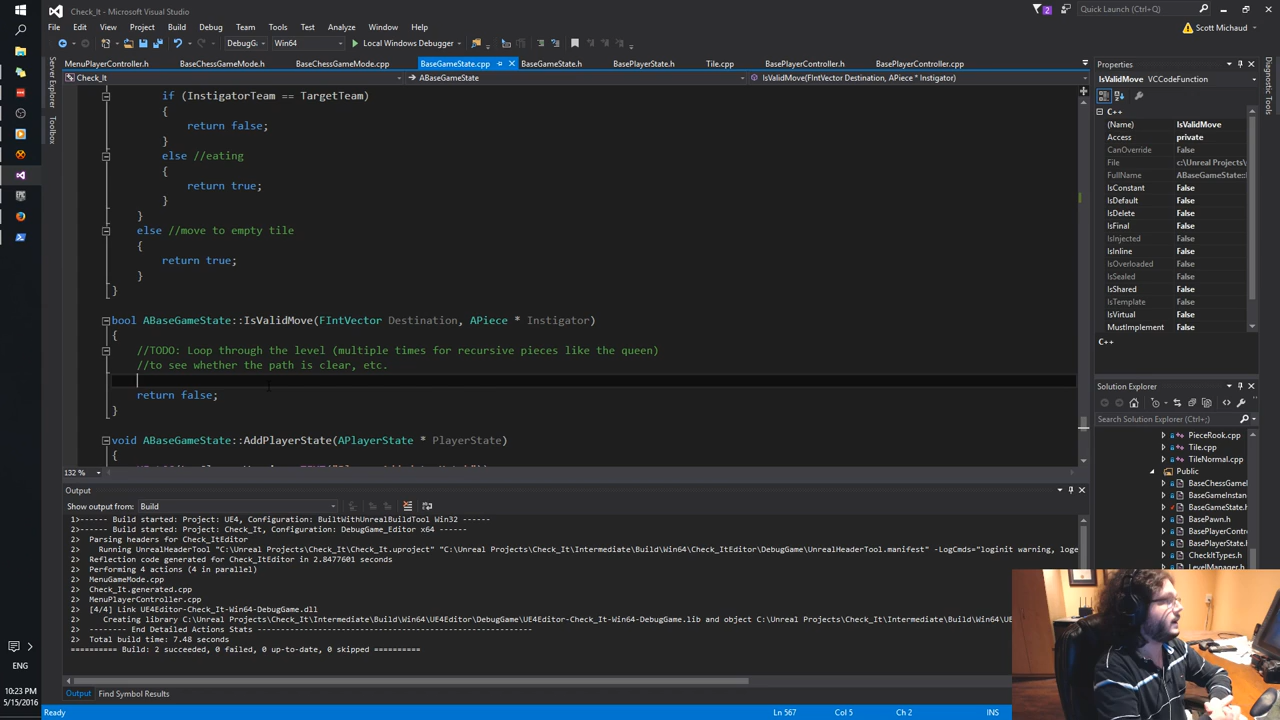 Check_It
2
Quick Launch (Ctrl+Q)
File Edit View Project Build Debug Team Tools Test Analyze Window Help
Scott Michaud
DebugG Win64 Local Windows Debugger
MenuPlayerController.h BaseChessGameMode.h BaseChessGameMode.cpp BaseGameState.cpp BaseGameState.h BasePlayerState.h Tile.cpp BasePlayerController.h BasePlayerController.cpp
Check_It ABaseGameState IsValidMove(FIntVector Destination, APiece * Instigator)
Server Explorer
Toolbox
if (InstigatorTeam == TargetTeam)
{
return false;
}
else //eating
{
return true;
}
}
else //move to empty tile
{
return true;
}
}
bool ABaseGameState::IsValidMove(FIntVector Destination, APiece * Instigator)
{
//TODO: Loop through the level (multiple times for recursive pieces like the queen)
//to see whether the path is clear, etc.
return false;
}
void ABaseGameState::AddPlayerState(APlayerState * PlayerState)
{
132 %
Properties
IsValidMove VCCodeFunction
C++
(Name) IsValidMove
Access private
CanOverride False
File c:\Unreal Projects\
FullName ABaseGameState::I
IsConstant False
IsDefault False
IsDelete False
IsFinal False
IsInjected False
IsInline False
IsOverloaded False
IsSealed False
IsShared False
IsTemplate False
IsVirtual False
MustImplement False
C++
Diagnostic Tools
Solution Explorer
Search Solution Explorer (Ctrl+;)
PieceRook.cpp
Tile.cpp
TileNormal.cpp
Public
BaseChessGameI
BaseGameInstan
BaseGameState.h
BasePawn.h
BasePlayerContro
BasePlayerState.h
CheckItTypes.h
LevelManager.h
Output
Show output from: Build
1>------ Build started: Project: UE4, Configuration: BuiltWithUnrealBuildTool Win32 ------
2>------ Build started: Project: Check_It, Configuration: DebugGame_Editor x64 ------
2> Parsing headers for Check_ItEditor
2> Running UnrealHeaderTool "C:\Unreal Projects\Check_It\Check_It.uproject" "C:\Unreal Projects\Check_It\Intermediate\Build\Win64\Check_ItEditor\DebugGame\UnrealHeaderTool.manifest" -LogCmds="loginit warning, loge
2> Reflection code generated for Check_ItEditor in 2.8477601 seconds
2> Performing 4 actions (4 in parallel)
2> MenuGameMode.cpp
2> Check_It.generated.cpp
2> MenuPlayerController.cpp
2> [4/4] Link UE4Editor-Check_It-Win64-DebugGame.dll
2> Creating library C:\Unreal Projects\Check_It\Intermediate\Build\Win64\UE4Editor\DebugGame\UE4Editor-Check_It-Win64-DebugGame.lib and object C:\Unreal Projects\Check_It\Intermediate\Build\Win64\UE
2> -------- End Detailed Actions Stats -----------------------------------------------------------
2> Total build time: 7.48 seconds
========== Build: 2 succeeded, 0 failed, 0 up-to-date, 0 skipped ==========
Output Find Symbol Results
Ready Ln 567 Col 5 Ch 2 INS
ENG
10:23 PM
5/15/2016